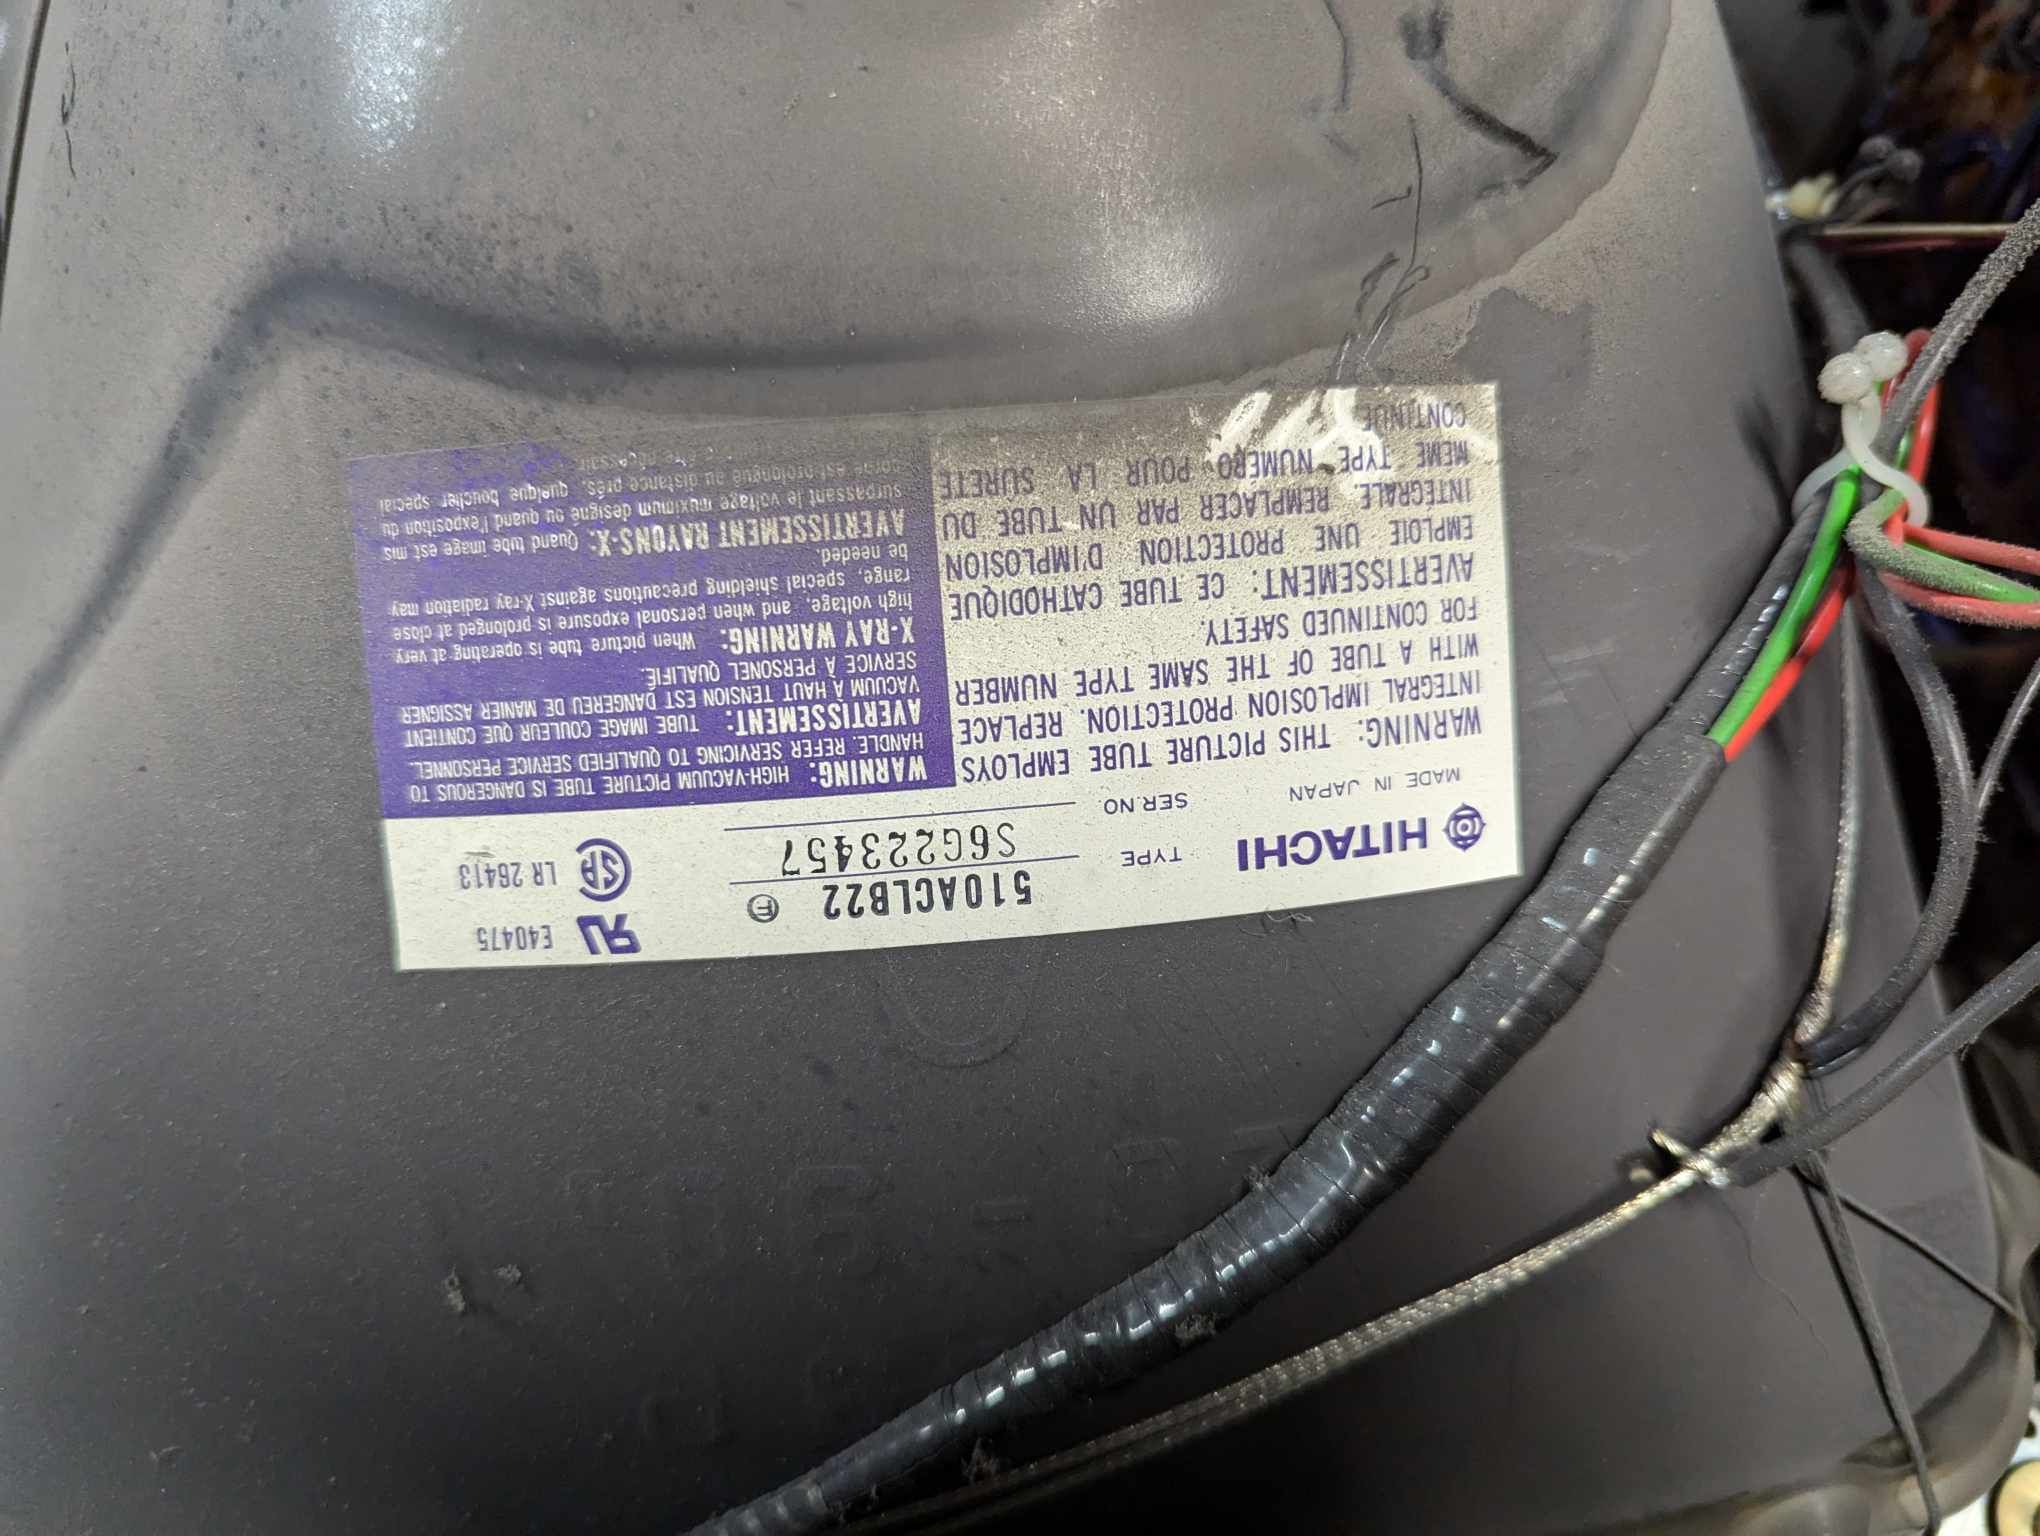 HITACHI
MADE IN JAPAN
TYPE 510ACLB22 F
SER.NO. S6G223457
E40475
LR 26413
WARNING: THIS PICTURE TUBE EMPLOYS
INTEGRAL IMPLOSION PROTECTION. REPLACE
WITH A TUBE OF THE SAME TYPE NUMBER
FOR CONTINUED SAFETY.
AVERTISSEMENT: CE TUBE CATHODIQUE
EMPLOIE UNE PROTECTION D'IMPLOSION
INTEGRALE. REMPLACER PAR UN TUBE DU
MEME TYPE NUMERO POUR LA SURETE
CONTINUE
WARNING: HIGH-VACUUM PICTURE TUBE IS DANGEROUS TO
HANDLE. REFER SERVICING TO QUALIFIED SERVICE PERSONNEL.
AVERTISSEMENT: TUBE IMAGE COULEUR QUE CONTIENT
VACUUM À HAUT TENSION EST DANGEREU DE MANIER ASSIGNER
SERVICE À PERSONEL QUALIFIÉ.
X-RAY WARNING: When picture tube is operating at very
high voltage, and when personal exposure is prolonged at close
range, special shielding precautions against X-ray radiation may
be needed.
AVERTISSEMENT RAYONS-X: Quand tube image est mis
surpassant le voltage maximum designé ou quand l'exposition du
corps est prolongué au distance près, quelque boucher special